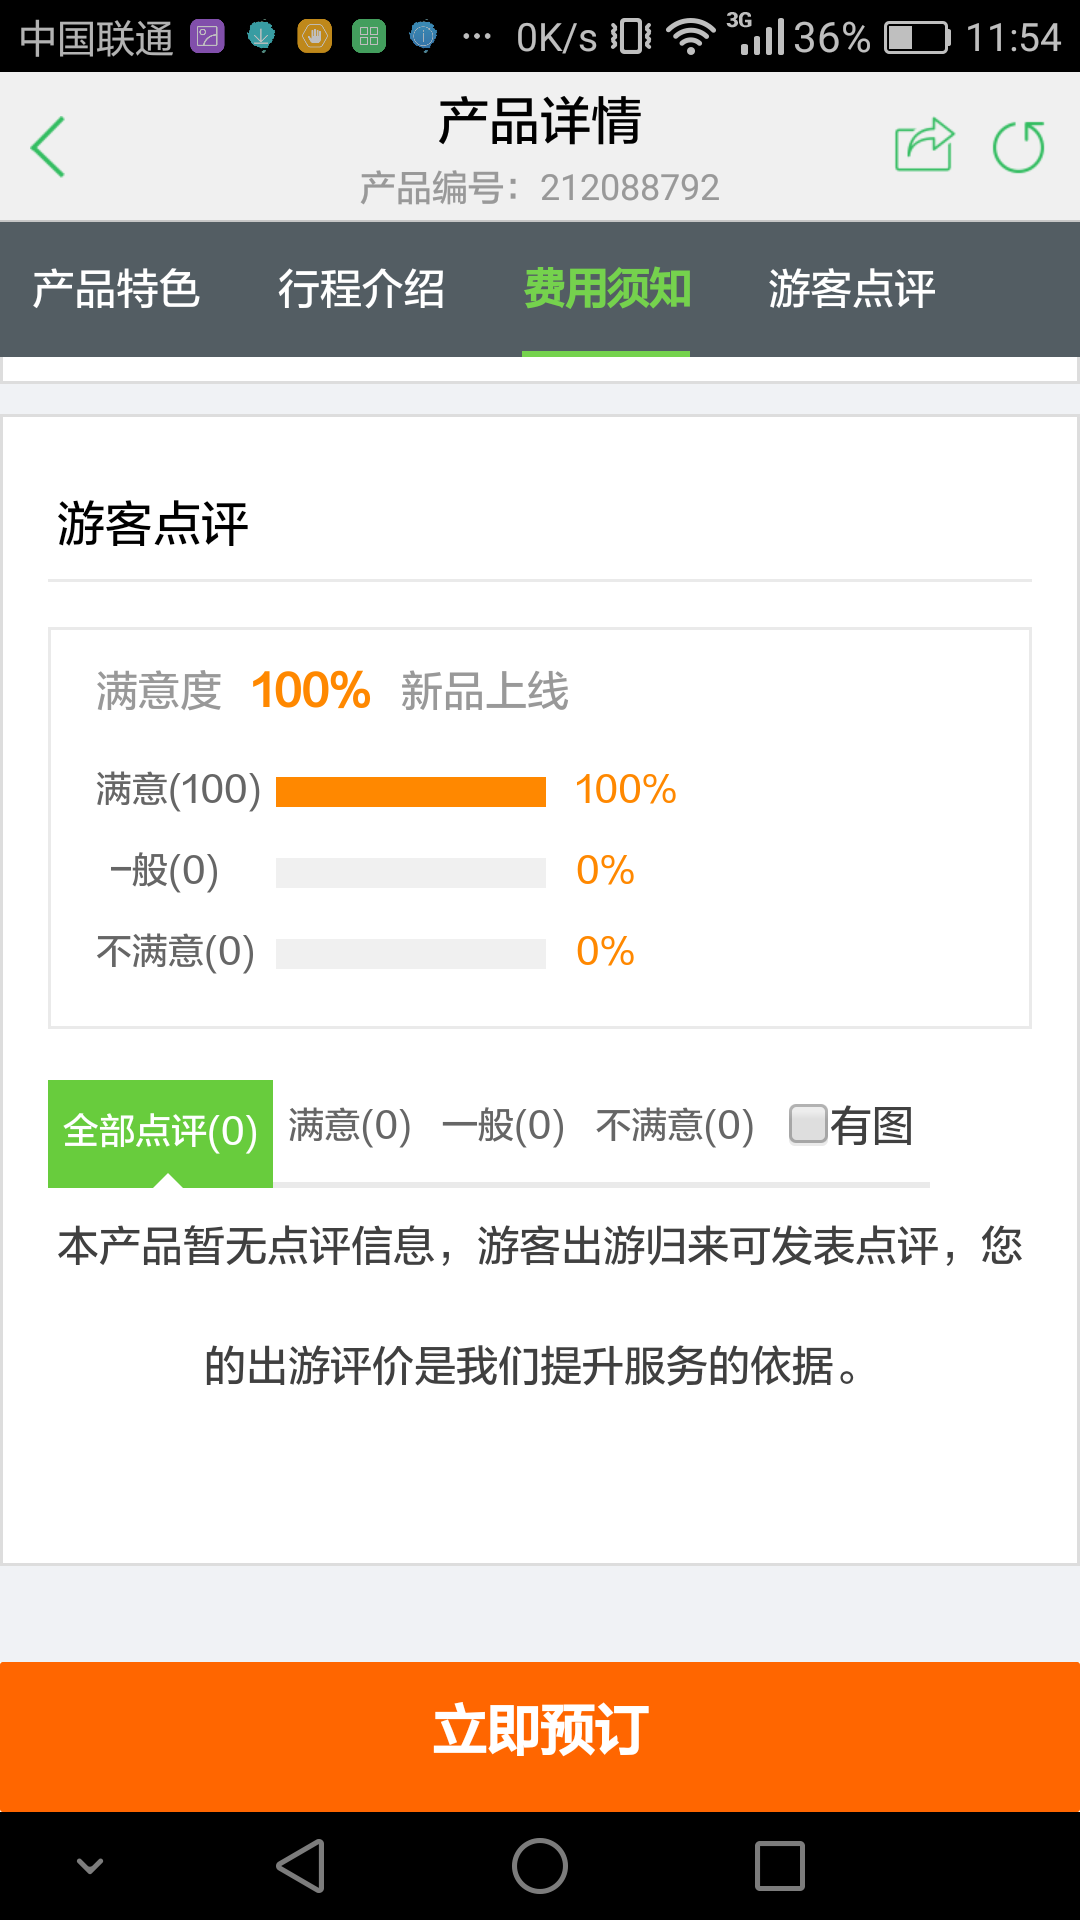 中国联通 ... 0K/s 3G 36% 11:54
产品详情
产品编号：212088792
产品特色 行程介绍 费用须知 游客点评
游客点评
满意度 100% 新品上线
满意(100) 100%
一般(0) 0%
不满意(0) 0%
全部点评(0) 满意(0) 一般(0) 不满意(0) 有图
本产品暂无点评信息，游客出游归来可发表点评，您
的出游评价是我们提升服务的依据。
立即预订